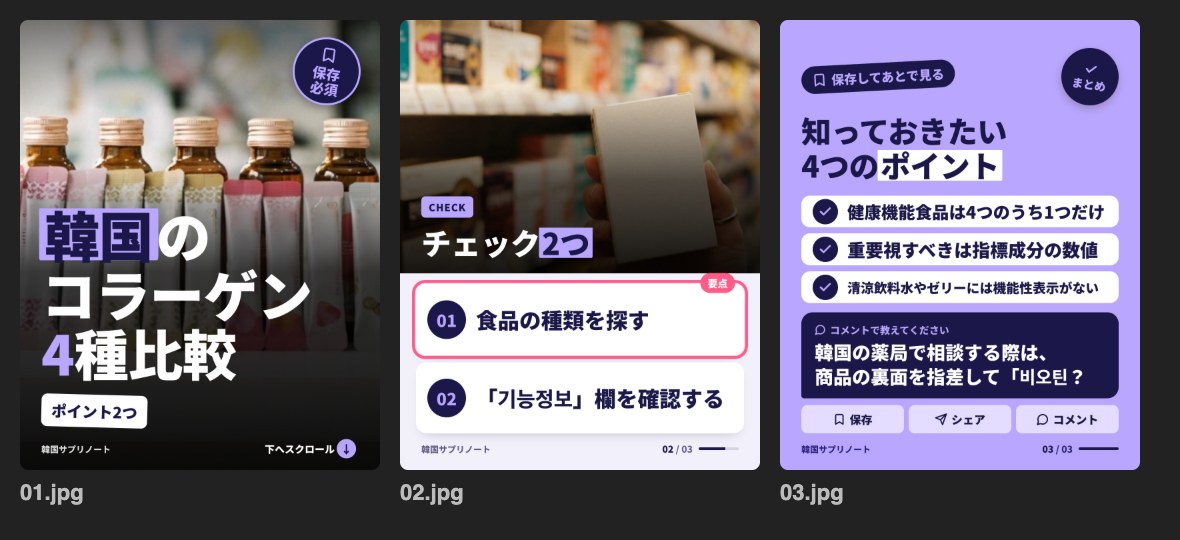 保存
必須
韓国の
コラーゲン
4種比較
ポイント2つ
韓国サプリノート
下へスクロール ↓
01.jpg
CHECK
チェック2つ
要点
01 食品の種類を探す
02 「기능정보」欄を確認する
韓国サプリノート
02 / 03
02.jpg
保存してあとで見る
まとめ
知っておきたい
4つのポイント
健康機能食品は4つのうち1つだけ
重要視すべきは指標成分の数値
清涼飲料水やゼリーには機能性表示がない
コメントで教えてください
韓国の薬局で相談する際は、
商品の裏面を指差して「비오틴？
保存
シェア
コメント
韓国サプリノート
03 / 03
03.jpg